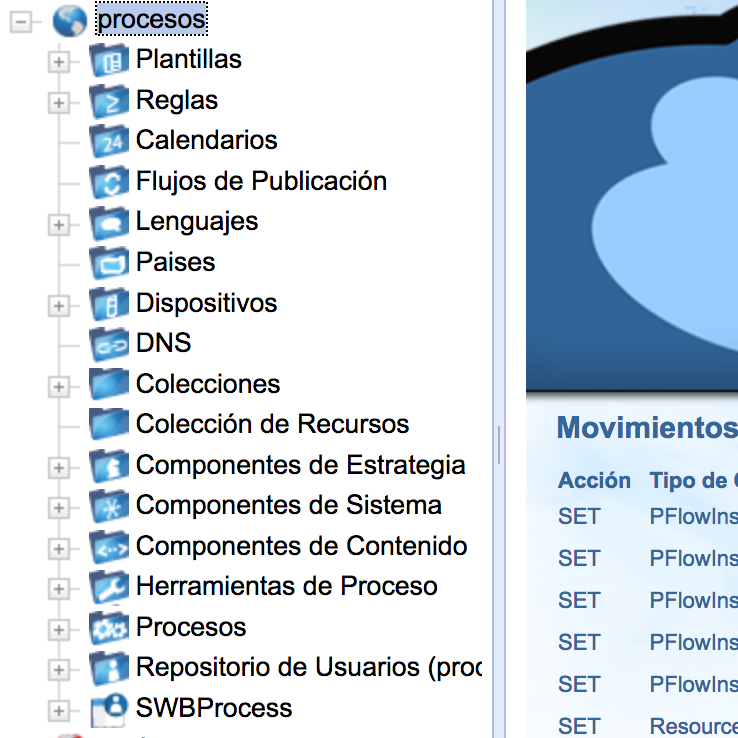 procesos
Plantillas
Reglas
Calendarios
Flujos de Publicación
Lenguajes
Paises
Dispositivos
DNS
Colecciones
Colección de Recursos
Componentes de Estrategia
Componentes de Sistema
Componentes de Contenido
Herramientas de Proceso
Procesos
Repositorio de Usuarios (proc
SWBProcess
Movimientos
Acción Tipo de
SET PFlowIns
SET PFlowIns
SET PFlowIns
SET PFlowIns
SET PFlowIns
SET Resource